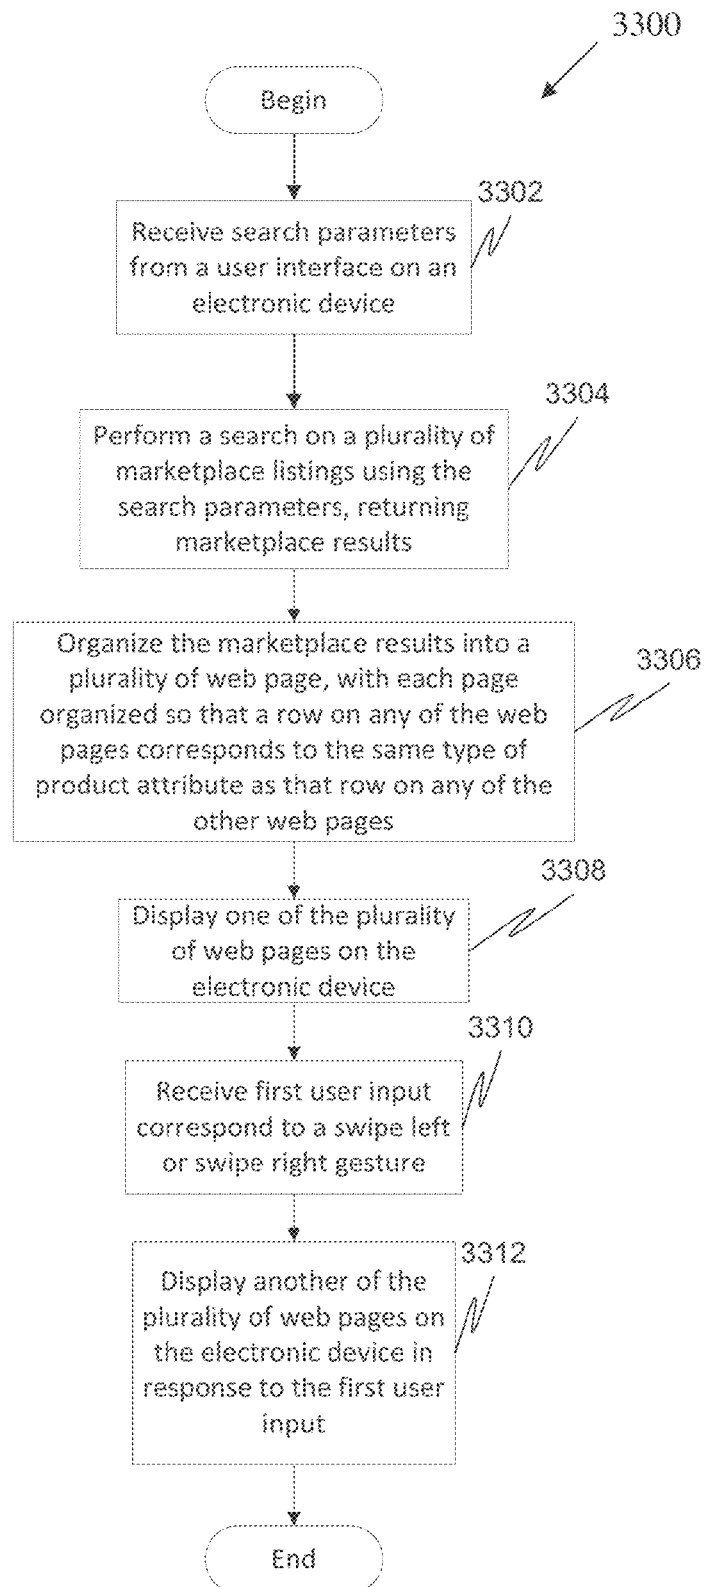 3300
Begin
3302
Receive search parameters
from a user interface on an
electronic device
3304
Perform a search on a plurality of
marketplace listings using the
search parameters, returning
marketplace results
3306
Organize the marketplace results into a
plurality of web page, with each page
organized so that a row on any of the web
pages corresponds to the same type of
product attribute as that row on any of the
other web pages
3308
Display one of the plurality
of web pages on the
electronic device
3310
Receive first user input
correspond to a swipe left
or swipe right gesture
3312
Display another of the
plurality of web pages on
the electronic device in
response to the first user
input
End